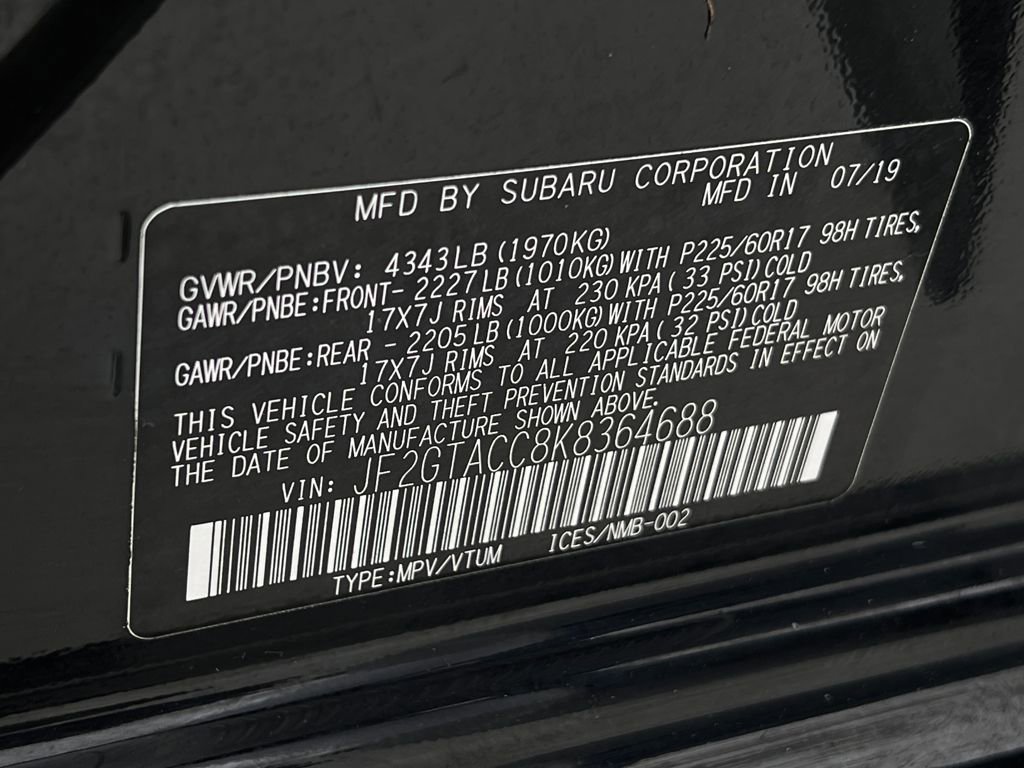 MFD BY SUBARU CORPORATION
MFD IN 07/19
GVWR/PNBV: 4343LB (1970KG)
GAWR/PNBE:FRONT- 2227LB (1010KG) WITH P225/60R17 98H TIRES,
17X7J RIMS AT 230 KPA ( 33 PSI) COLD
GAWR/PNBE:REAR - 2205 LB (1000KG) WITH P225/60R17 98H TIRES,
17X7J RIMS AT 220 KPA ( 32 PSI) COLD
THIS VEHICLE CONFORMS TO ALL APPLICABLE FEDERAL MOTOR
VEHICLE SAFETY AND THEFT PREVENTION STANDARDS IN EFFECT ON
THE DATE OF MANUFACTURE SHOWN ABOVE.
VIN: JF2GTACC8K8364688
TYPE:MPV/VTUM ICES/NMB-002